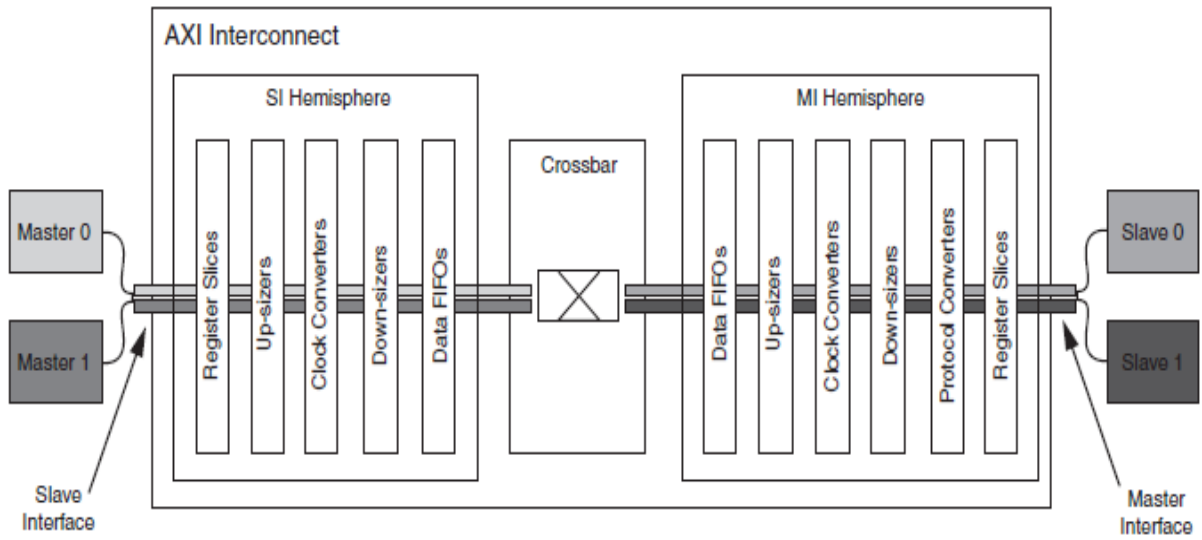 AXI Interconnect
SI Hemisphere
MI Hemisphere
Crossbar
Master 0
Master 1
Register Slices
Up-sizers
Clock Converters
Down-sizers
Data FIFOs
Data FIFOs
Up-sizers
Clock Converters
Down-sizers
Protocol Converters
Register Slices
Slave 0
Slave 1
Slave
Interface
Master
Interface